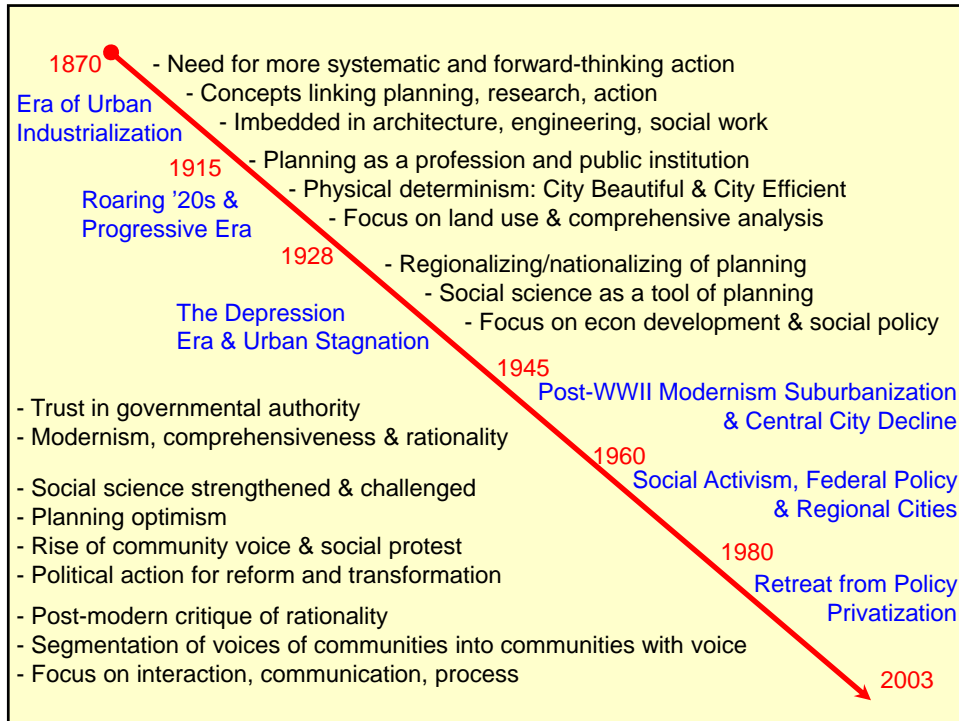 1870
- Need for more systematic and forward-thinking action
- Concepts linking planning, research, action
- Imbedded in architecture, engineering, social work
Era of Urban
Industrialization
1915
- Planning as a profession and public institution
- Physical determinism: City Beautiful & City Efficient
- Focus on land use & comprehensive analysis
Roaring ’20s &
Progressive Era
1928
- Regionalizing/nationalizing of planning
- Social science as a tool of planning
- Focus on econ development & social policy
The Depression
Era & Urban Stagnation
1945
Post-WWII Modernism Suburbanization
& Central City Decline
- Trust in governmental authority
- Modernism, comprehensiveness & rationality
1960
Social Activism, Federal Policy
& Regional Cities
- Social science strengthened & challenged
- Planning optimism
- Rise of community voice & social protest
- Political action for reform and transformation
1980
Retreat from Policy
Privatization
- Post-modern critique of rationality
- Segmentation of voices of communities into communities with voice
- Focus on interaction, communication, process
2003